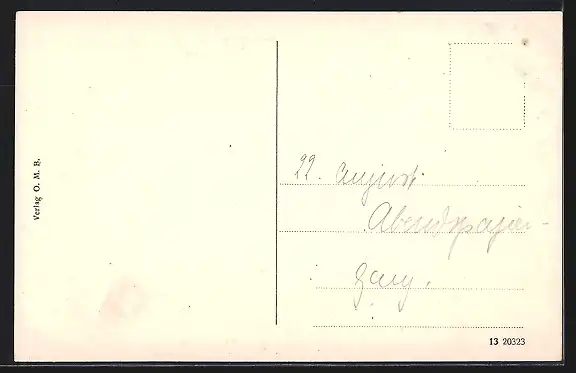 Verlag O. M. B.
22. August.
Abendspazier-
gang.
13 20323